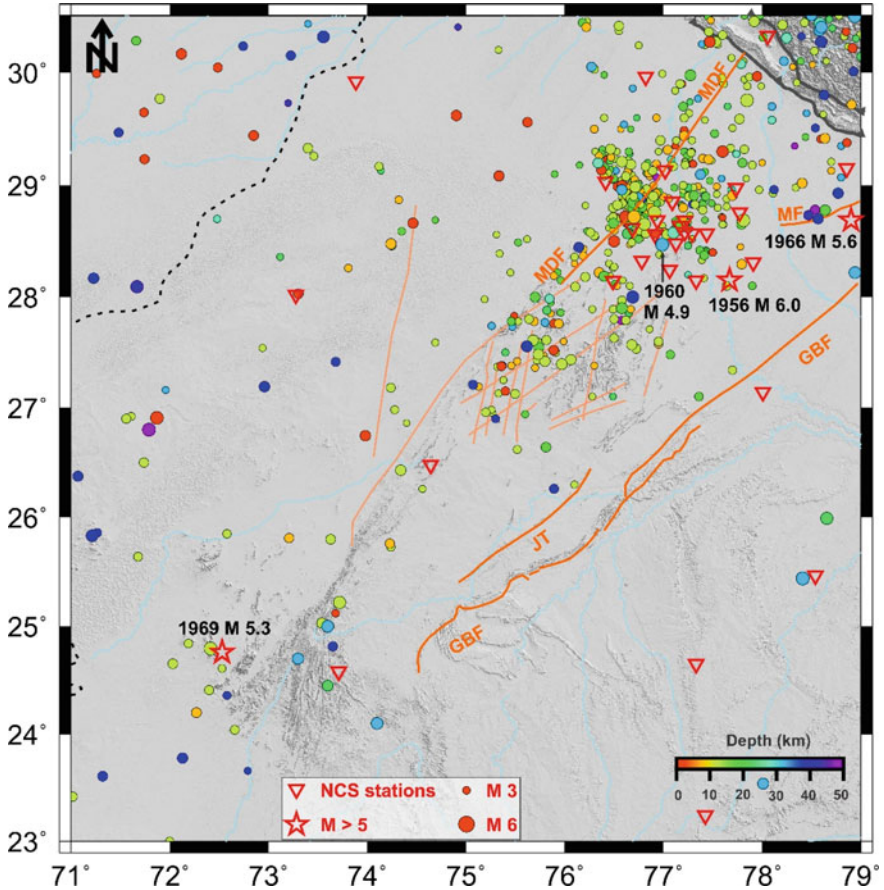 N
30°
29°
28°
27°
26°
25°
24°
23°
71°
72°
73°
74°
75°
76°
77°
78°
79°
MDF
MF
1966 M 5.6
MDF
1960
M 4.9
1956 M 6.0
GBF
JT
GBF
1969 M 5.3
Depth (km)
0 10 20 30 40 50
NCS stations
M 3
M > 5
M 6